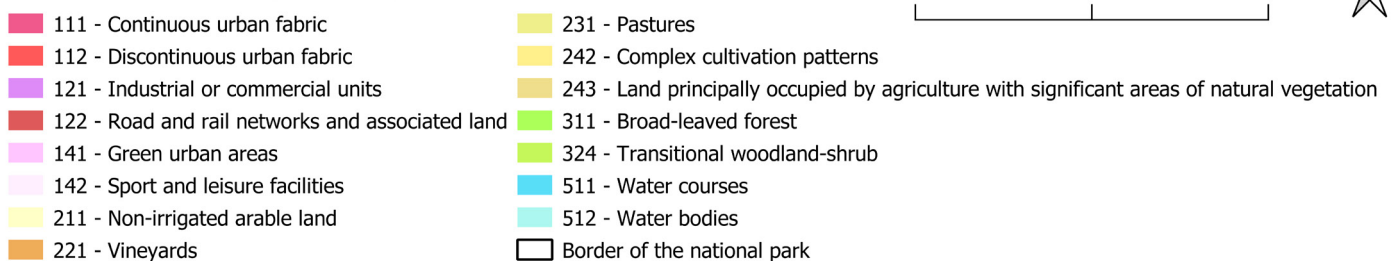 111 - Continuous urban fabric
112 - Discontinuous urban fabric
121 - Industrial or commercial units
122 - Road and rail networks and associated land
141 - Green urban areas
142 - Sport and leisure facilities
211 - Non-irrigated arable land
221 - Vineyards
231 - Pastures
242 - Complex cultivation patterns
243 - Land principally occupied by agriculture with significant areas of natural vegetation
311 - Broad-leaved forest
324 - Transitional woodland-shrub
511 - Water courses
512 - Water bodies
Border of the national park